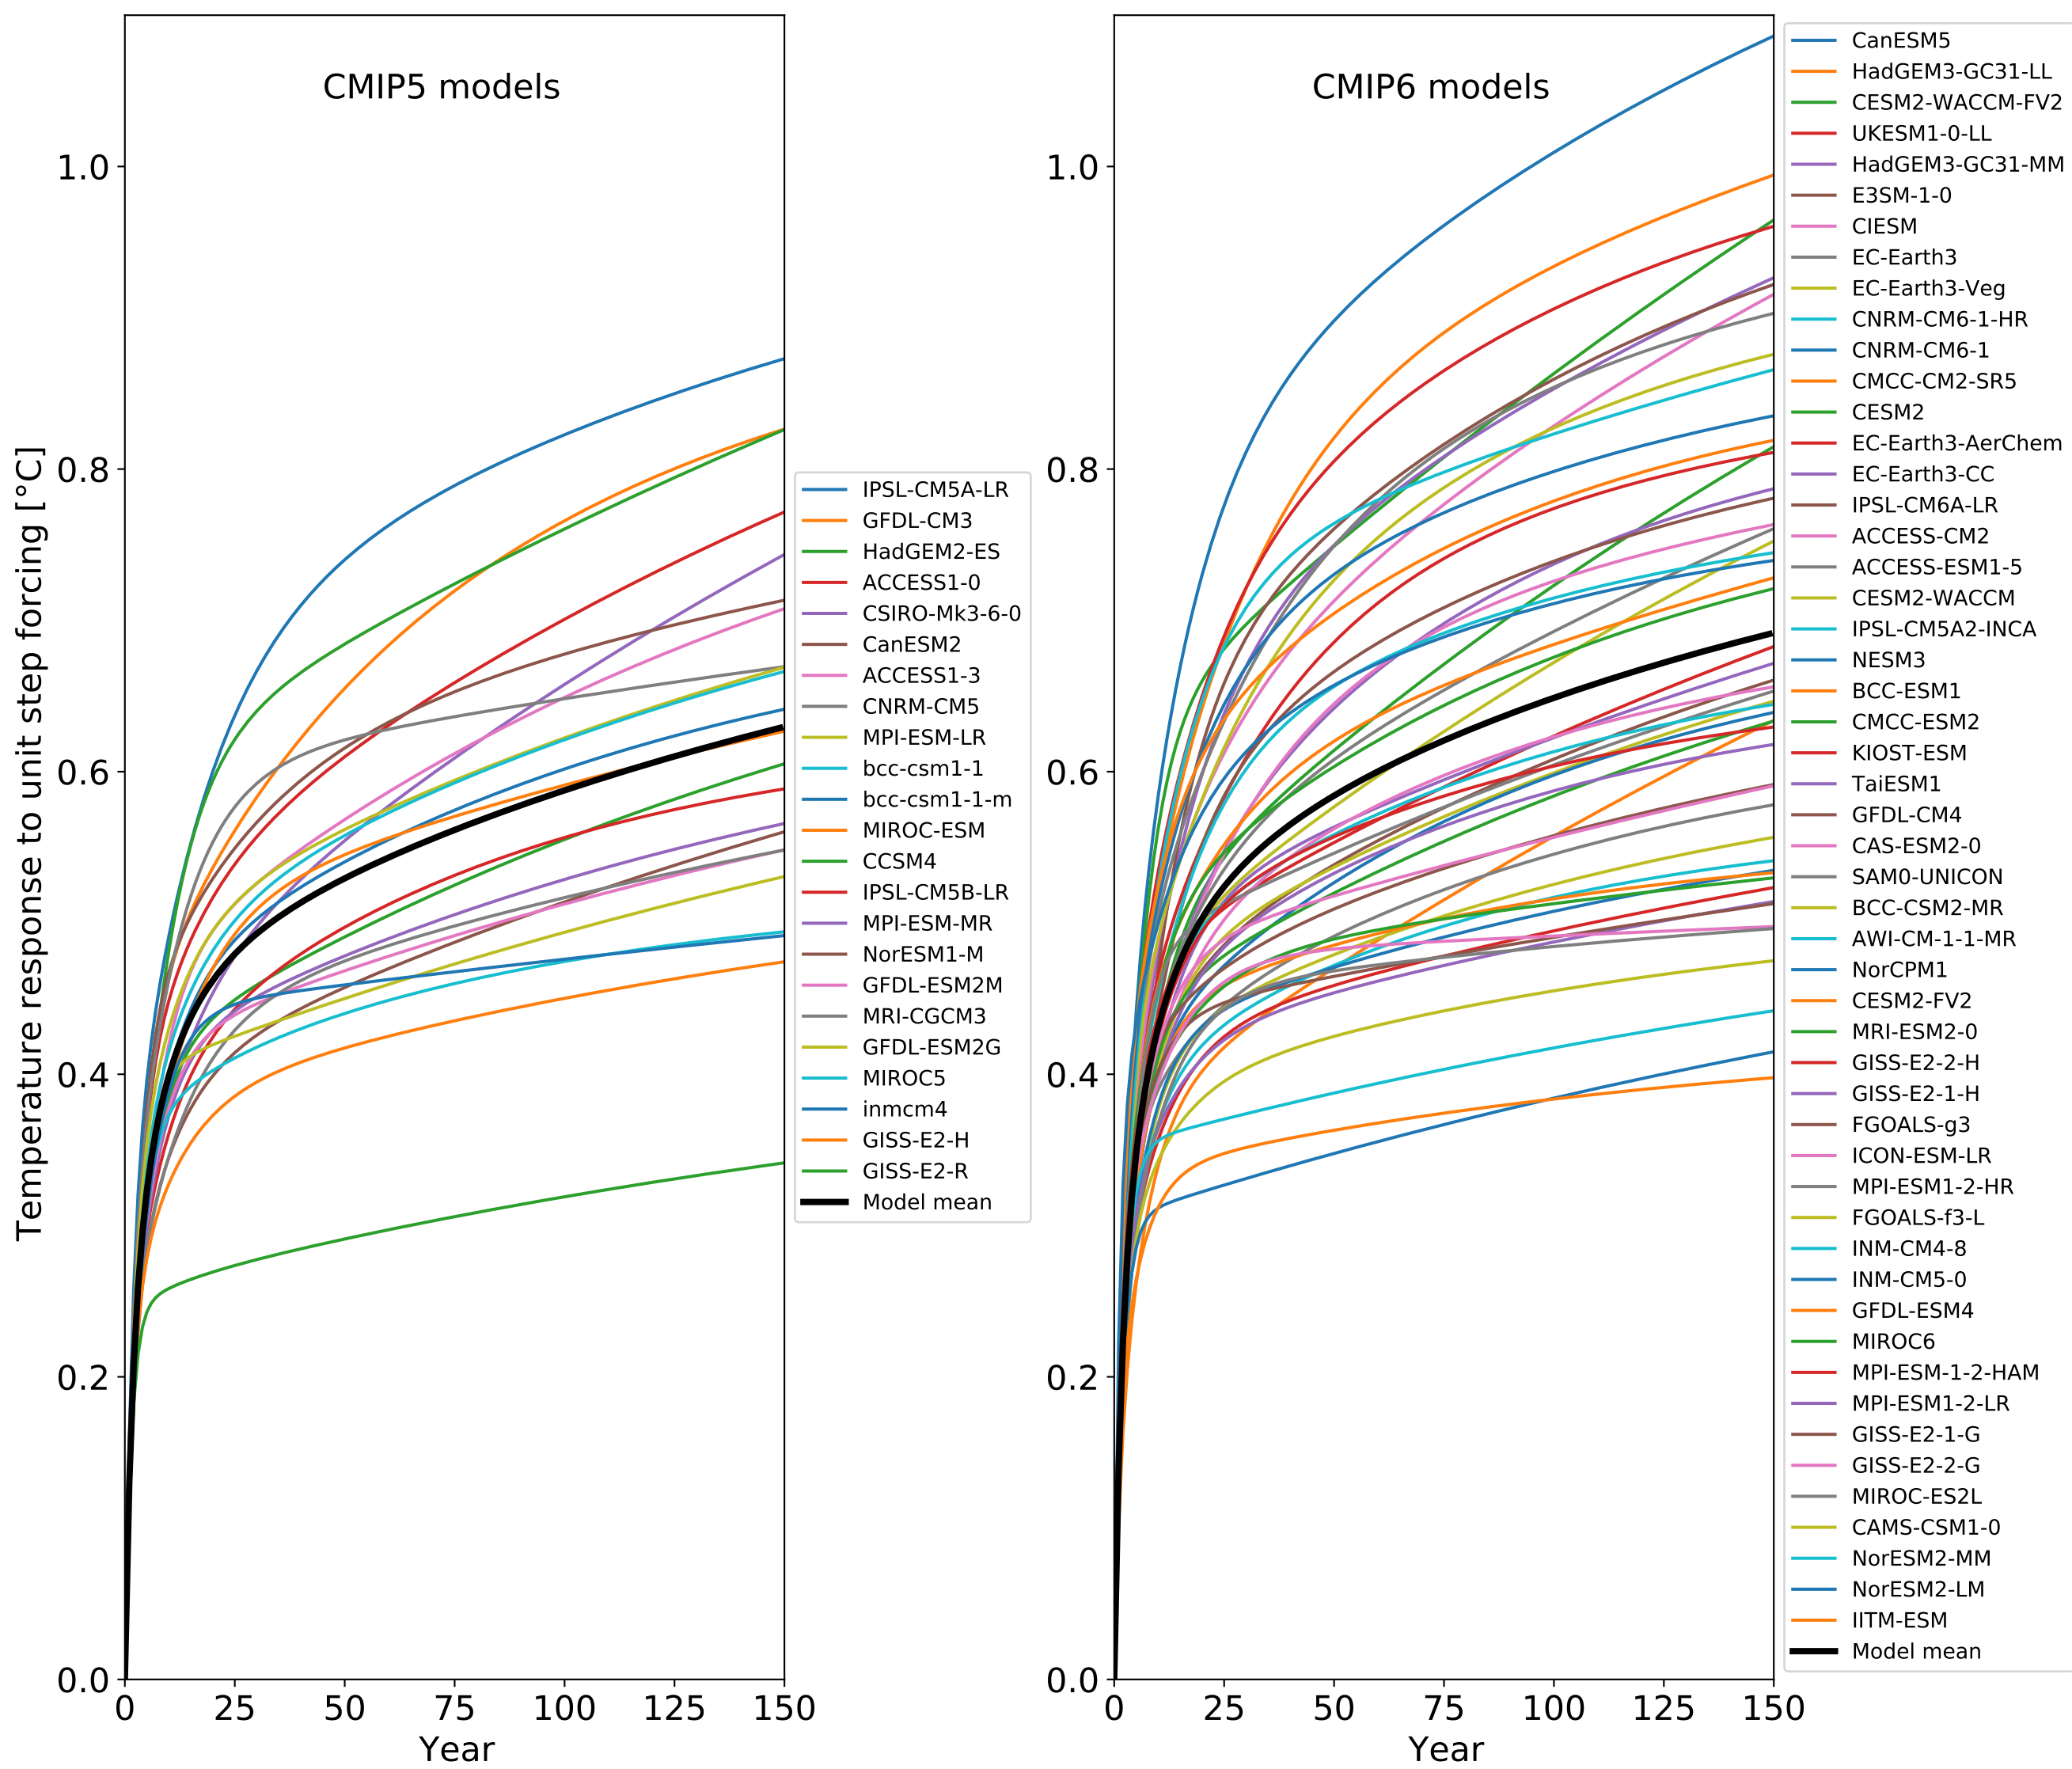 CMIP5 models
Temperature response to unit step forcing [°C]
1.0
0.8
0.6
0.4
0.2
0.0
0 25 50 75 100 125 150
Year
IPSL-CM5A-LR
GFDL-CM3
HadGEM2-ES
ACCESS1-0
CSIRO-Mk3-6-0
CanESM2
ACCESS1-3
CNRM-CM5
MPI-ESM-LR
bcc-csm1-1
bcc-csm1-1-m
MIROC-ESM
CCSM4
IPSL-CM5B-LR
MPI-ESM-MR
NorESM1-M
GFDL-ESM2M
MRI-CGCM3
GFDL-ESM2G
MIROC5
inmcm4
GISS-E2-H
GISS-E2-R
Model mean
CMIP6 models
1.0
0.8
0.6
0.4
0.2
0.0
0 25 50 75 100 125 150
Year
CanESM5
HadGEM3-GC31-LL
CESM2-WACCM-FV2
UKESM1-0-LL
HadGEM3-GC31-MM
E3SM-1-0
CIESM
EC-Earth3
EC-Earth3-Veg
CNRM-CM6-1-HR
CNRM-CM6-1
CMCC-CM2-SR5
CESM2
EC-Earth3-AerChem
EC-Earth3-CC
IPSL-CM6A-LR
ACCESS-CM2
ACCESS-ESM1-5
CESM2-WACCM
IPSL-CM5A2-INCA
NESM3
BCC-ESM1
CMCC-ESM2
KIOST-ESM
TaiESM1
GFDL-CM4
CAS-ESM2-0
SAM0-UNICON
BCC-CSM2-MR
AWI-CM-1-1-MR
NorCPM1
CESM2-FV2
MRI-ESM2-0
GISS-E2-2-H
GISS-E2-1-H
FGOALS-g3
ICON-ESM-LR
MPI-ESM1-2-HR
FGOALS-f3-L
INM-CM4-8
INM-CM5-0
GFDL-ESM4
MIROC6
MPI-ESM-1-2-HAM
MPI-ESM1-2-LR
GISS-E2-1-G
GISS-E2-2-G
MIROC-ES2L
CAMS-CSM1-0
NorESM2-MM
NorESM2-LM
IITM-ESM
Model mean